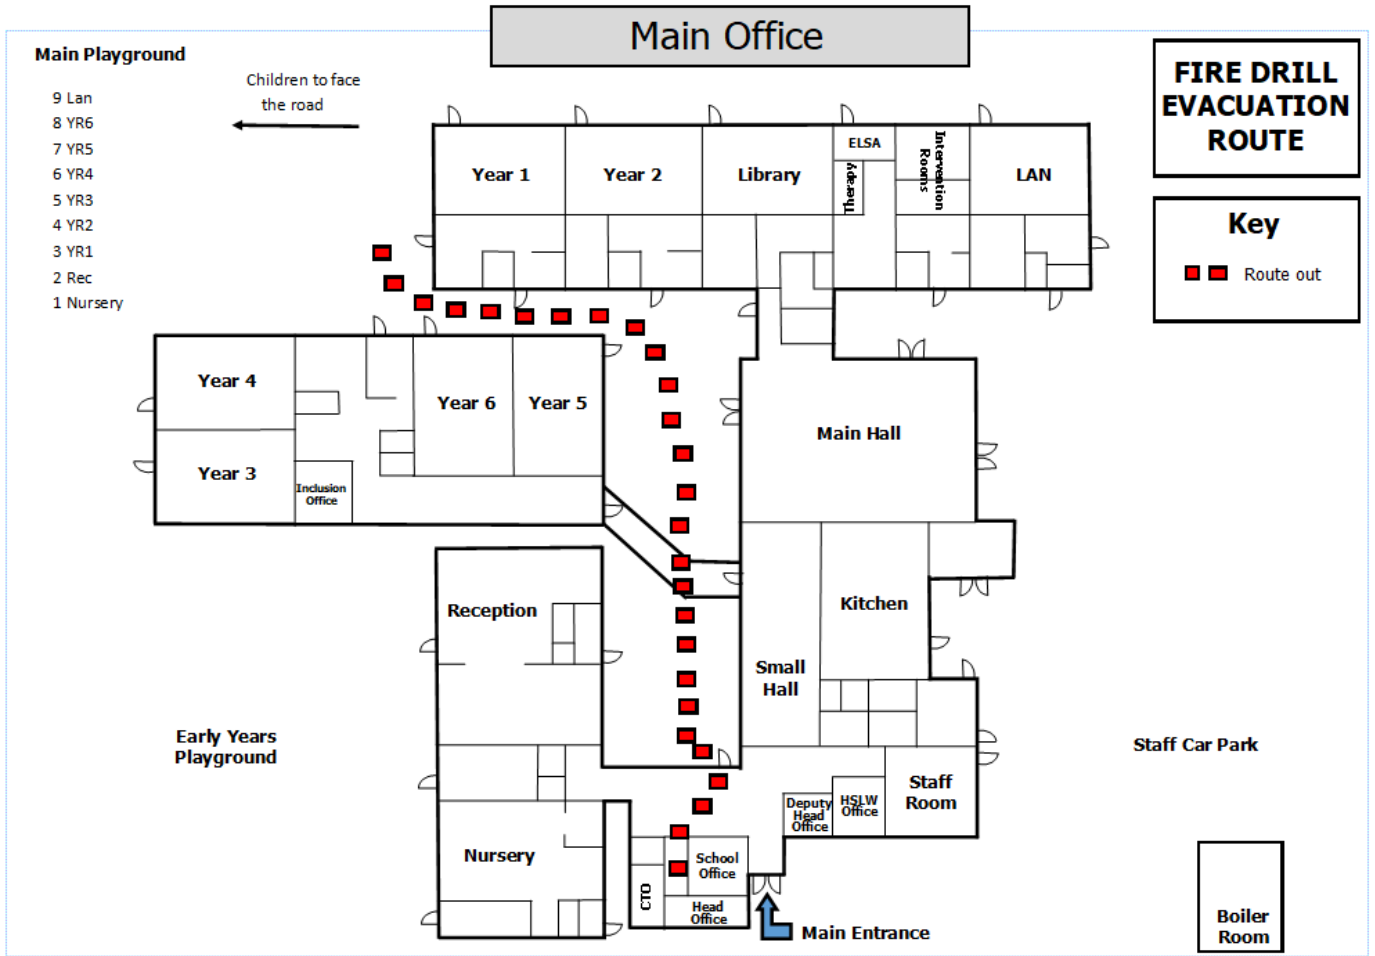 Main Office
Main Playground
Children to face
the road
9 Lan
8 YR6
7 YR5
6 YR4
5 YR3
4 YR2
3 YR1
2 Rec
1 Nursery
FIRE DRILL
EVACUATION
ROUTE
Key
Route out
Year 1
Year 2
Library
ELSA
Therapy
Intervention
Rooms
LAN
Year 4
Year 3
Inclusion
Office
Year 6
Year 5
Main Hall
Kitchen
Small
Hall
Reception
Early Years
Playground
Staff Car Park
Nursery
Deputy
Head
Office
HSLW
Office
Staff
Room
School
Office
CTO
Head
Office
Main Entrance
Boiler
Room